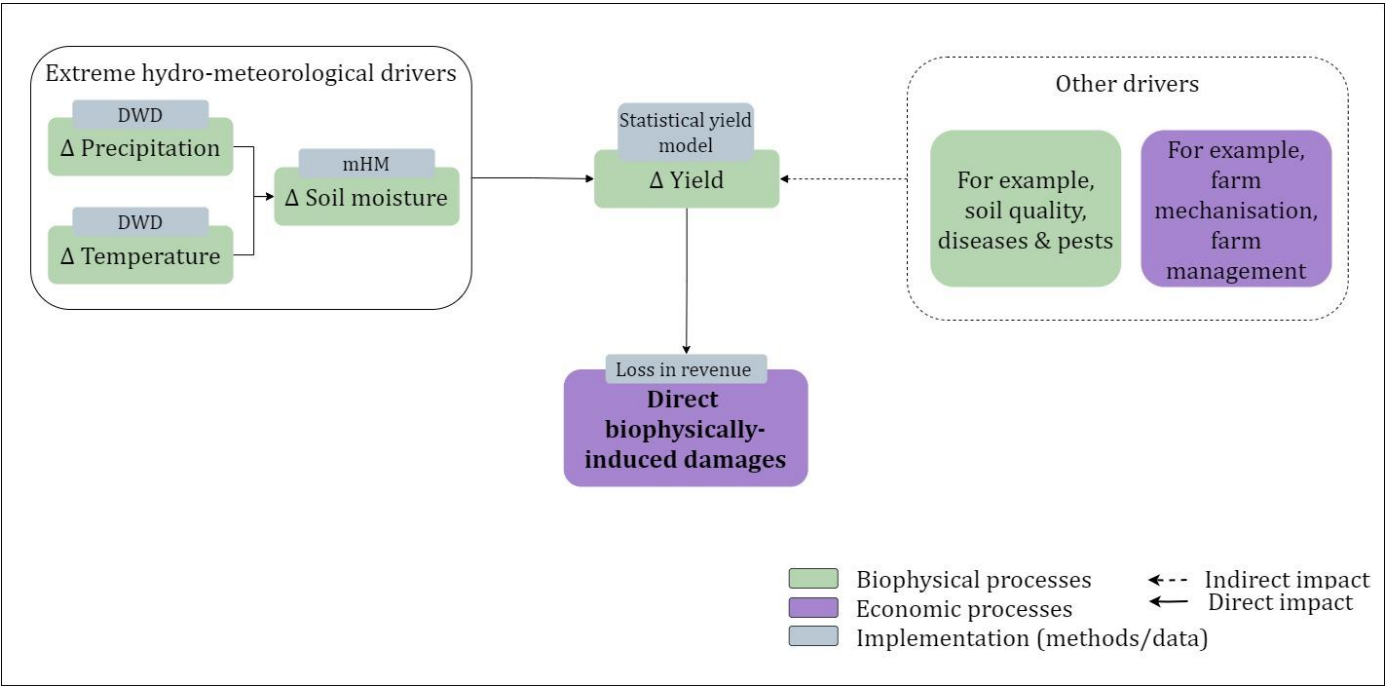 Extreme hydro-meteorological drivers
DWD
Δ Precipitation
mHM
Δ Soil moisture
DWD
Δ Temperature
Statistical yield
model
Δ Yield
Other drivers
For example,
soil quality,
diseases & pests
For example,
farm
mechanisation,
farm
management
Loss in revenue
Direct
biophysically-
induced damages
Biophysical processes
Economic processes
Implementation (methods/data)
Indirect impact
Direct impact